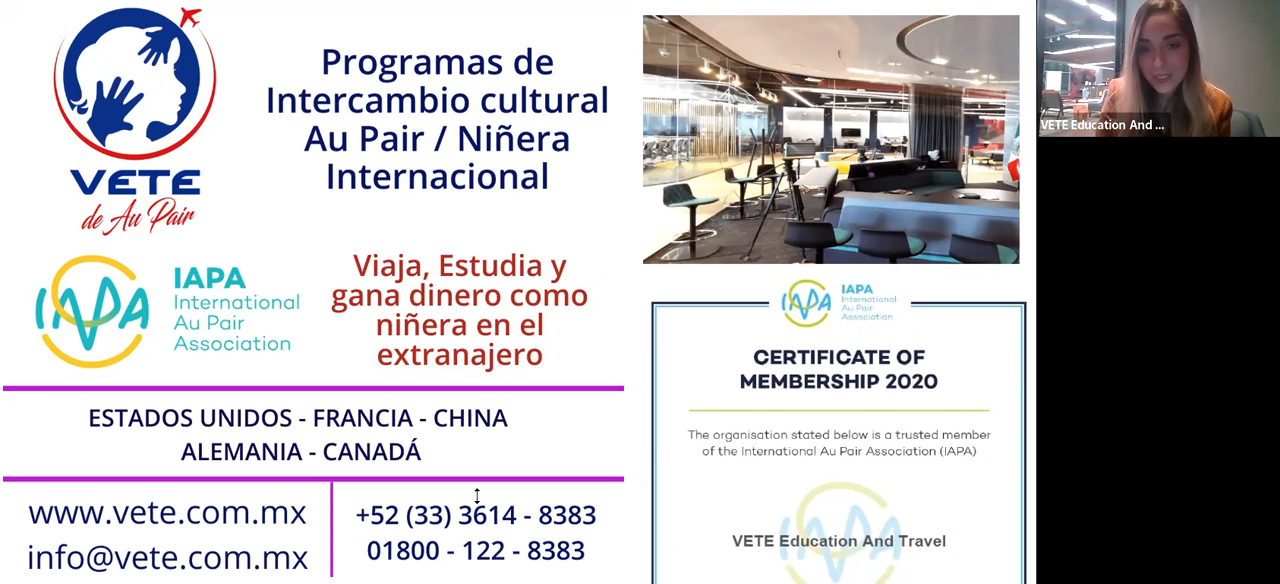 Programas de
Intercambio cultural
Au Pair / Niñera
Internacional
VETE
de Au Pair
IAPA
IAPA
International
Au Pair
Association
Viaja, Estudia y
gana dinero como
niñera en el
extranjero
ESTADOS UNIDOS - FRANCIA - CHINA
ALEMANIA - CANADÁ
www.vete.com.mx
info@vete.com.mx
+52 (33) 3614 - 8383
01800 - 122 - 8383
IAPA
IAPA
International
Au Pair
Association
CERTIFICATE OF
MEMBERSHIP 2020
The organisation stated below is a trusted member
of the International Au Pair Association (IAPA)
IAPA
VETE Education And Travel
VETE Education And ...